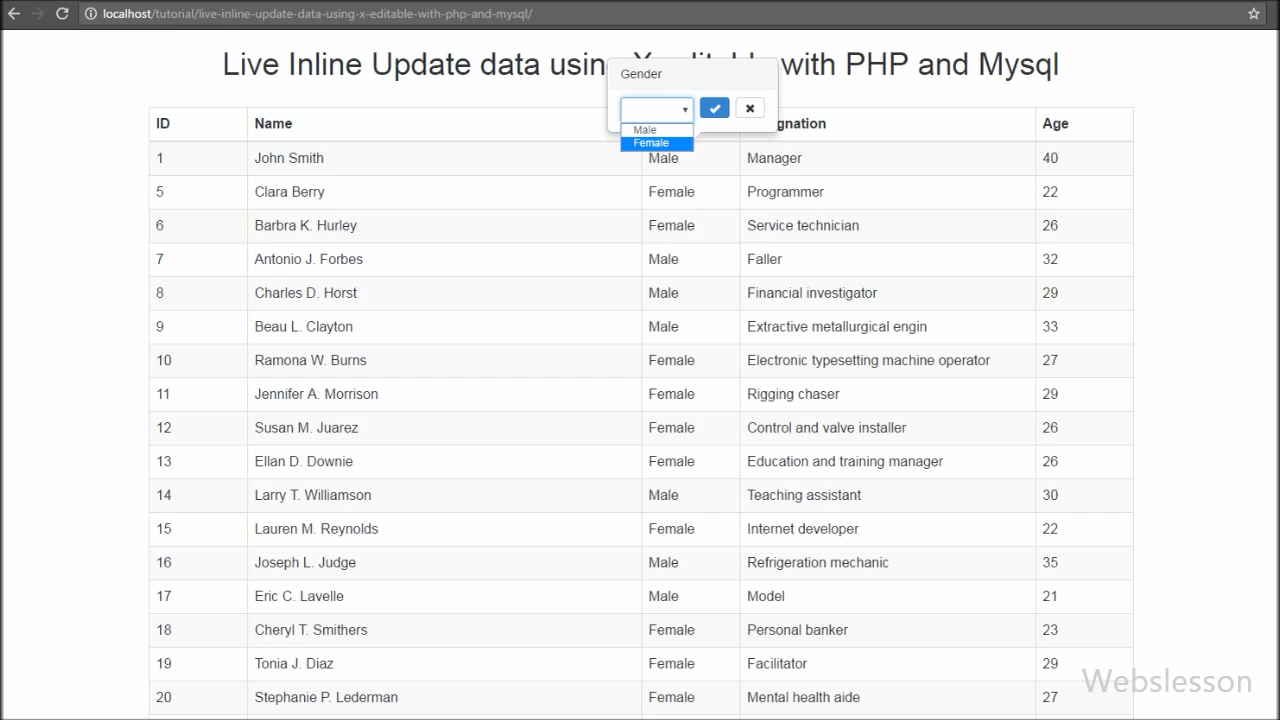 localhost/tutorial/live-inline-update-data-using-x-editable-with-php-and-mysql/
Live Inline Update data using with PHP and Mysql
Gender
Male
Female
ID Name Age
1 John Smith Male Manager 40
5 Clara Berry Female Programmer 22
6 Barbra K. Hurley Female Service technician 26
7 Antonio J. Forbes Male Faller 32
8 Charles D. Horst Male Financial investigator 29
9 Beau L. Clayton Male Extractive metallurgical engin 33
10 Ramona W. Burns Female Electronic typesetting machine operator 27
11 Jennifer A. Morrison Female Rigging chaser 29
12 Susan M. Juarez Female Control and valve installer 26
13 Ellan D. Downie Female Education and training manager 26
14 Larry T. Williamson Male Teaching assistant 30
15 Lauren M. Reynolds Female Internet developer 22
16 Joseph L. Judge Male Refrigeration mechanic 35
17 Eric C. Lavelle Male Model 21
18 Cheryl T. Smithers Female Personal banker 23
19 Tonia J. Diaz Female Facilitator 29
20 Stephanie P. Lederman Female Mental health aide 27
Webslesson